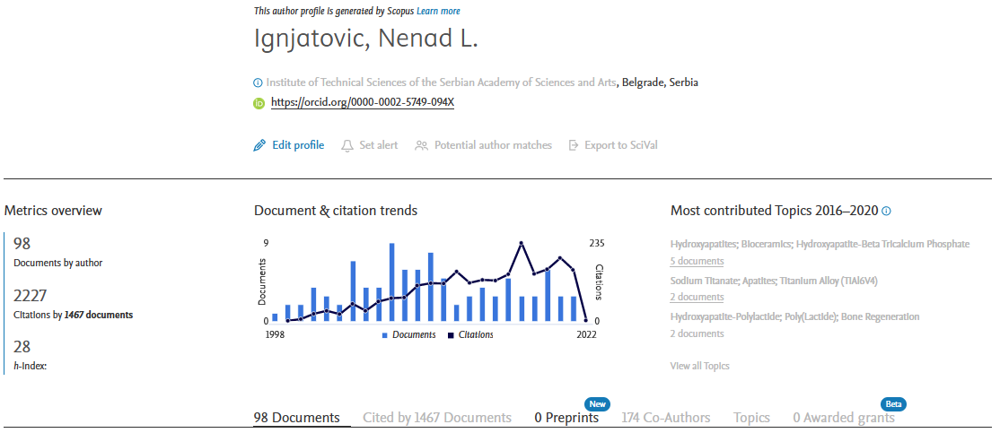 This author profile is generated by Scopus Learn more
Ignjatovic, Nenad L.
Institute of Technical Sciences of the Serbian Academy of Sciences and Arts, Belgrade, Serbia
iD https://orcid.org/0000-0002-5749-094X
Edit profile Set alert Potential author matches Export to SciVal
Metrics overview
98
Documents by author
2227
Citations by 1467 documents
28
h-Index:
Document & citation trends
9
235
Documents
Citations
0
0
1998
2022
Documents Citations
Most contributed Topics 2016–2020
Hydroxyapatites; Bioceramics; Hydroxyapatite-Beta Tricalcium Phosphate
5 documents
Sodium Titanate; Apatites; Titanium Alloy (TiAl6V4)
2 documents
Hydroxyapatite-Polylactide; Poly(Lactide); Bone Regeneration
2 documents
View all Topics
New
Beta
98 Documents Cited by 1467 Documents 0 Preprints 174 Co-Authors Topics 0 Awarded grants